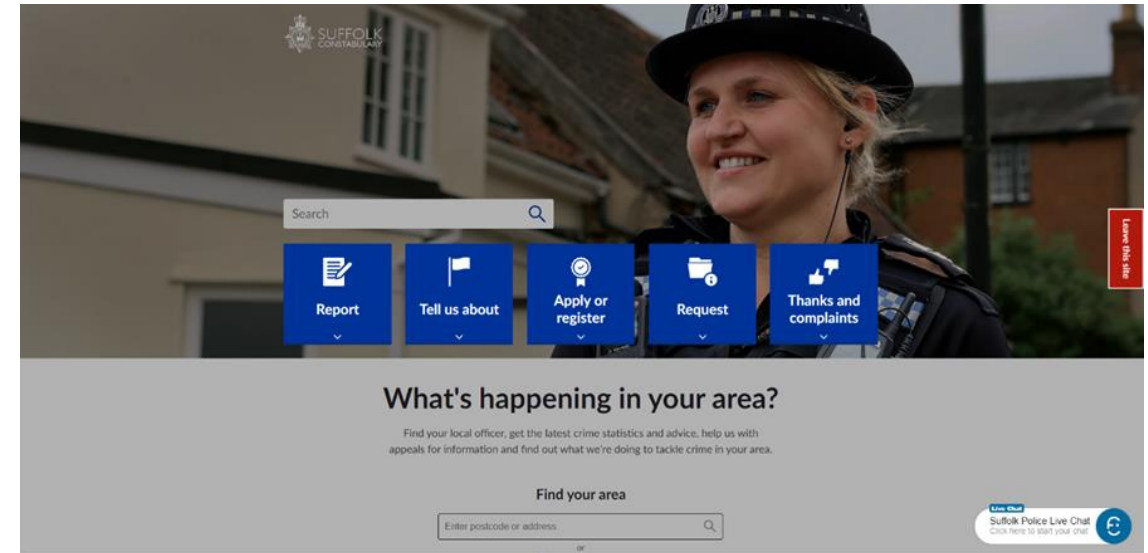 SUFFOLK
CONSTABULARY
Search
Report
Tell us about
Apply or
register
Request
Thanks and
complaints
Leave this site
What's happening in your area?
Find your local officer, get the latest crime statistics and advice, help us with
appeals for information and find out what we're doing to tackle crime in your area.
Find your area
Enter postcode or address
or
Live Chat
Suffolk Police Live Chat
Click here to start your chat